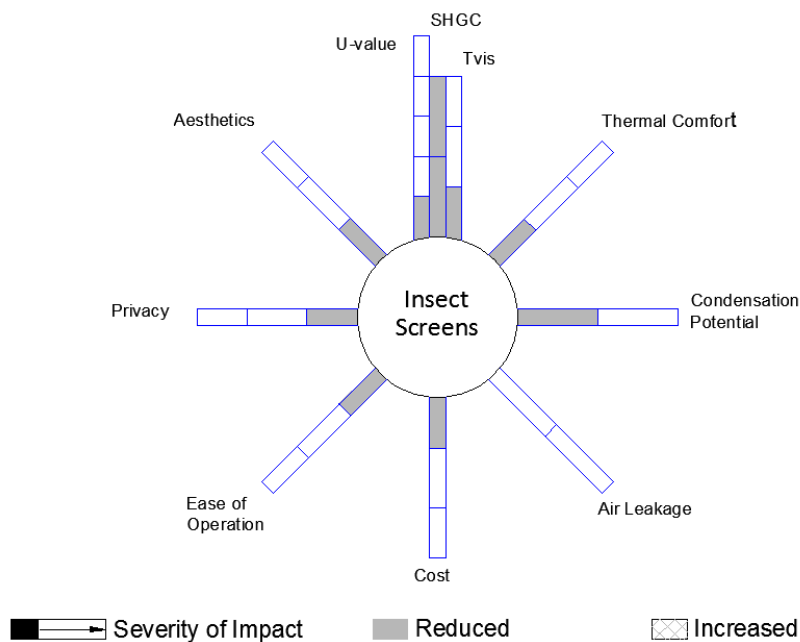 SHGC
U-value
Tvis
Aesthetics
Thermal Comfort
Privacy
Insect
Screens
Condensation
Potential
Ease of
Operation
Air Leakage
Cost
Severity of Impact
Reduced
Increased